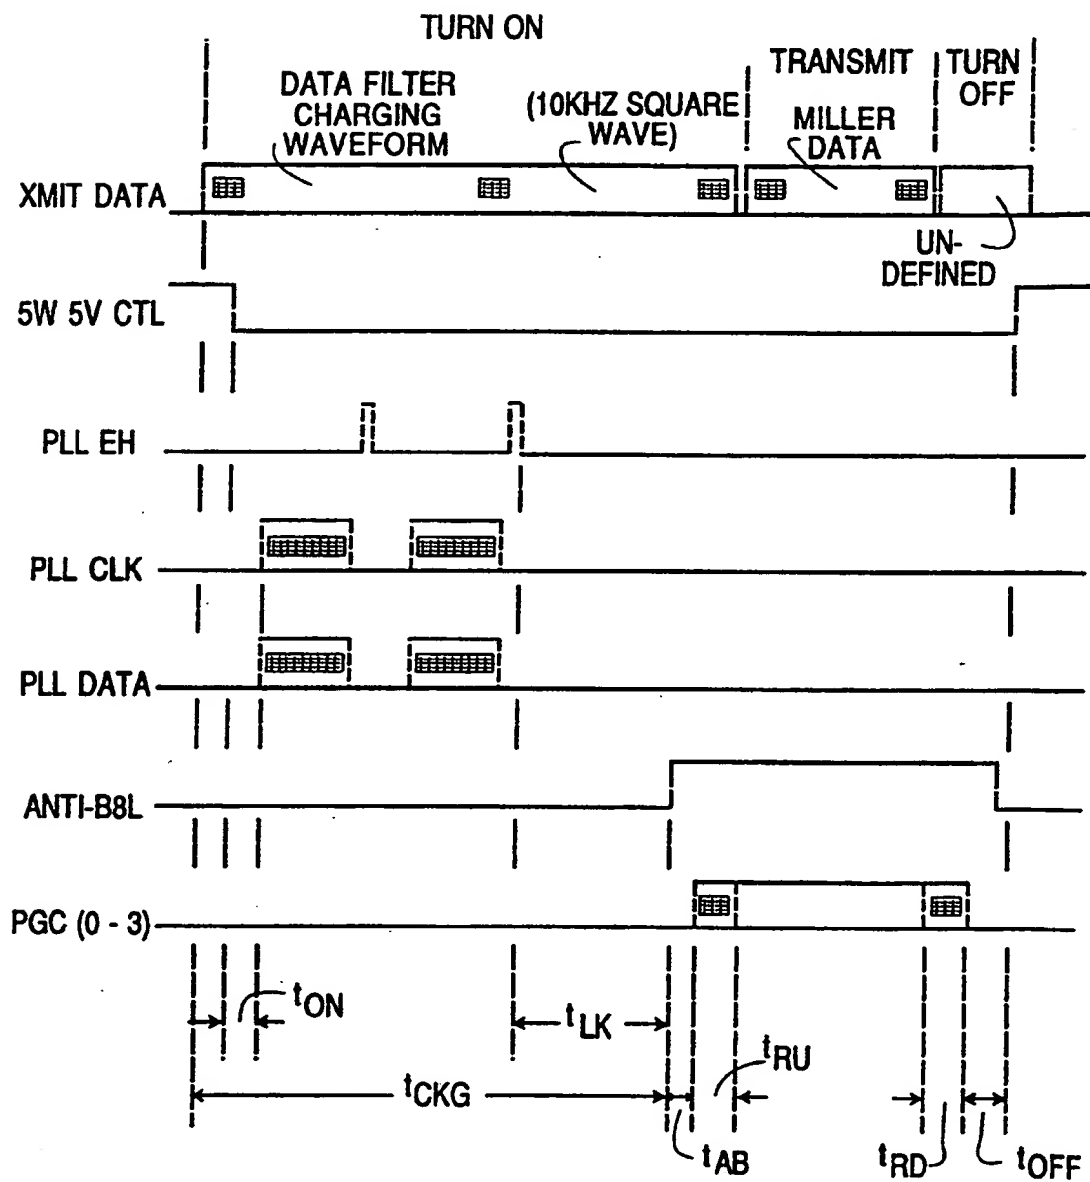 TURN ON
TRANSMIT
TURN
OFF
DATA FILTER
CHARGING
WAVEFORM
(10KHZ SQUARE
WAVE)
MILLER
DATA
XMIT DATA
UN-
DEFINED
5W 5V CTL
PLL EH
PLL CLK
PLL DATA
ANTI-B8L
PGC (0 - 3)
tON
tLK
tRU
tCKG
tAB
tRD
tOFF